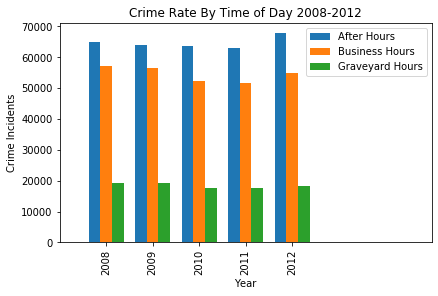 Crime Rate By Time of Day 2008-2012
After Hours
Business Hours
Graveyard Hours
Crime Incidents
70000
60000
50000
40000
30000
20000
10000
0
2008 2009 2010 2011 2012
Year